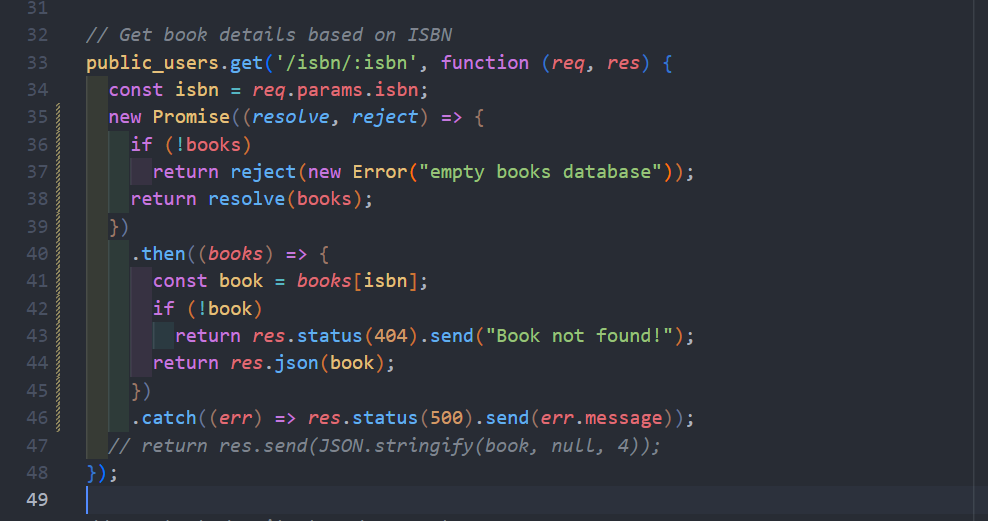 31
32 // Get book details based on ISBN
33 public_users.get('/isbn/:isbn', function (req, res) {
34   const isbn = req.params.isbn;
35   new Promise((resolve, reject) => {
36     if (!books)
37       return reject(new Error("empty books database"));
38     return resolve(books);
39   })
40     .then((books) => {
41       const book = books[isbn];
42       if (!book)
43         return res.status(404).send("Book not found!");
44       return res.json(book);
45     })
46     .catch((err) => res.status(500).send(err.message));
47   // return res.send(JSON.stringify(book, null, 4));
48 });
49